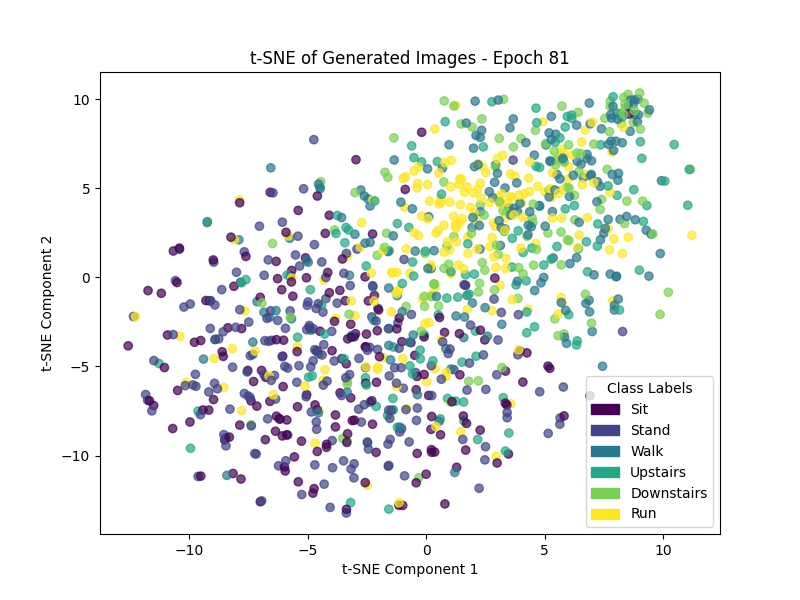 t-SNE of Generated Images - Epoch 81
t-SNE Component 2
10
5
0
−5
−10
−10
−5
0
5
10
t-SNE Component 1
Class Labels
Sit
Stand
Walk
Upstairs
Downstairs
Run